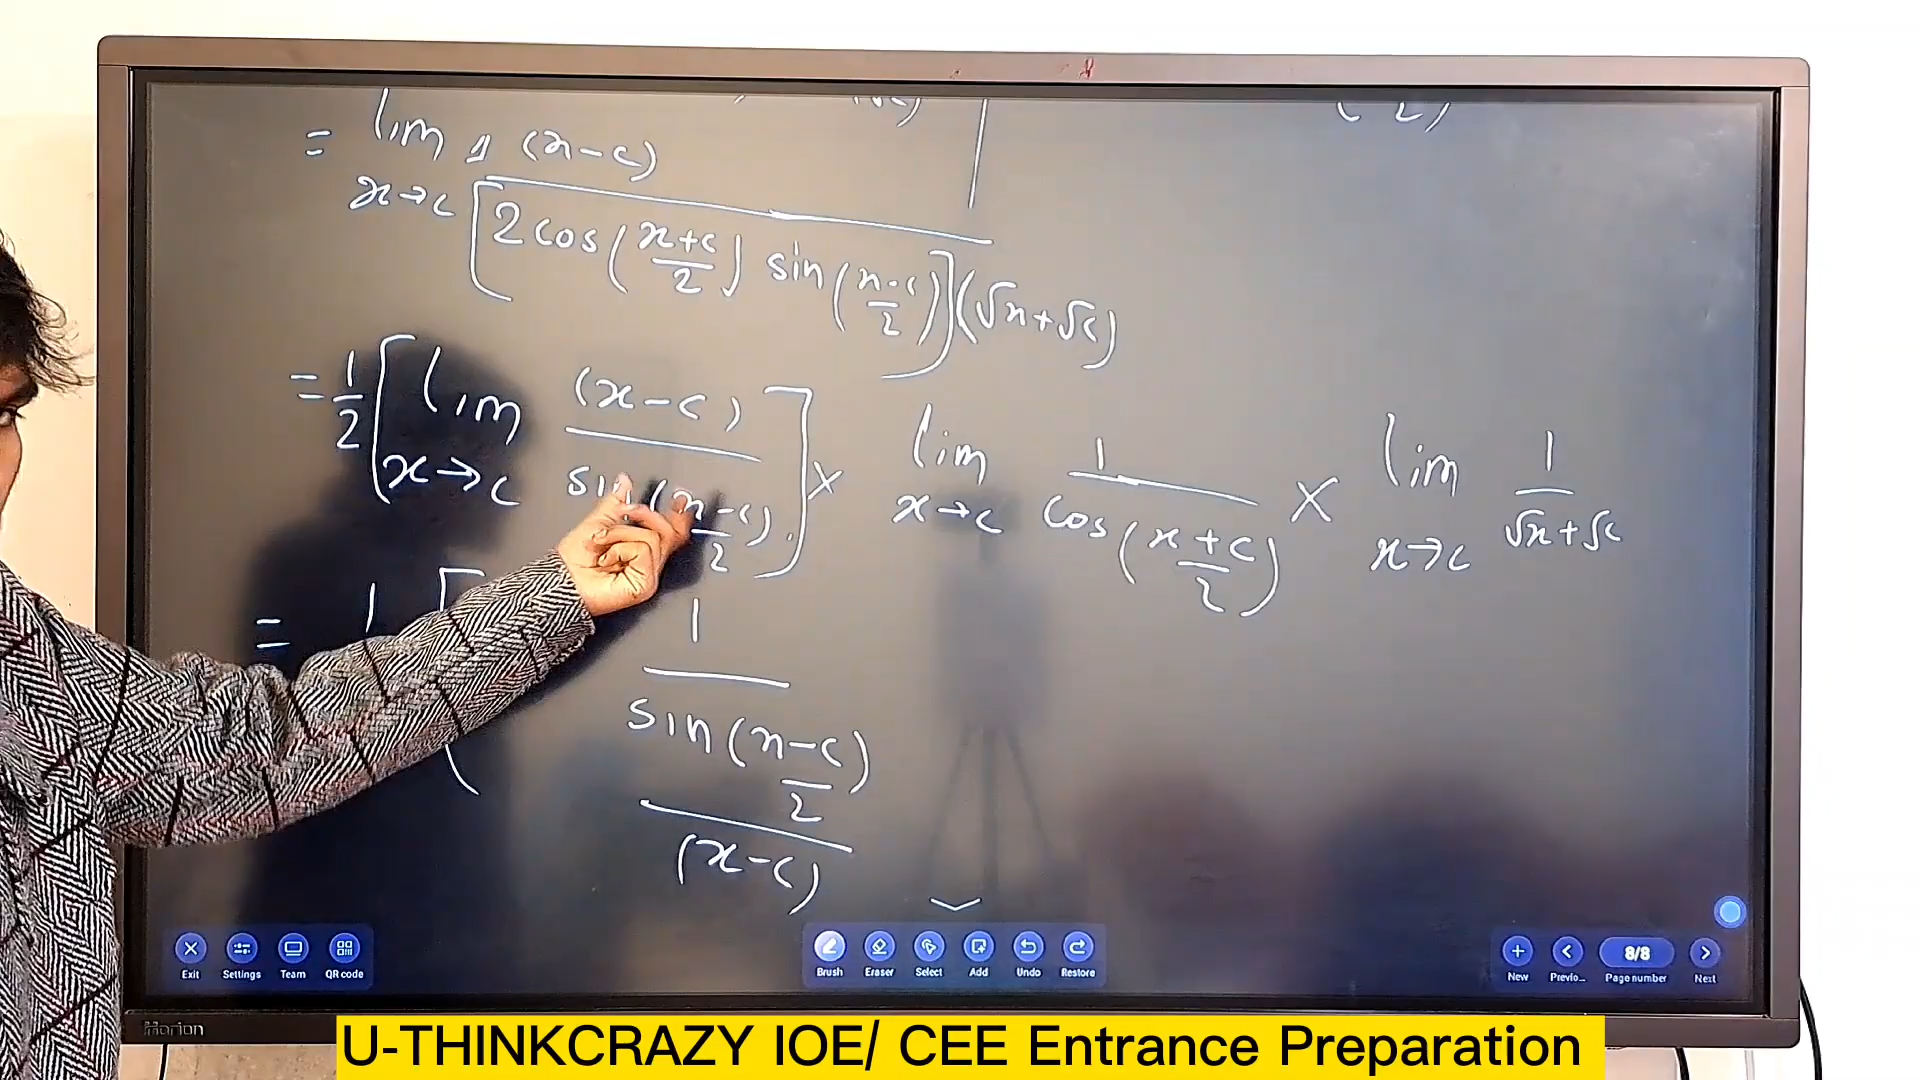 = lim 1 (x-c)
x→c [2cos(x+c/2) sin(x-c/2)](√x+√c)
= 1/2 [lim x→c (x-c)/sin(x-c/2)] × lim x→c 1/cos(x+c/2) × lim x→c 1/√x+√c
= 1 [ 1
sin(x-c/2)
(x-c)
Exit Settings Team QR code
Brush Eraser Select Add Undo Restore
New Previo... 8/8 Page number Next
Horion
U-THINKCRAZY IOE/ CEE Entrance Preparation